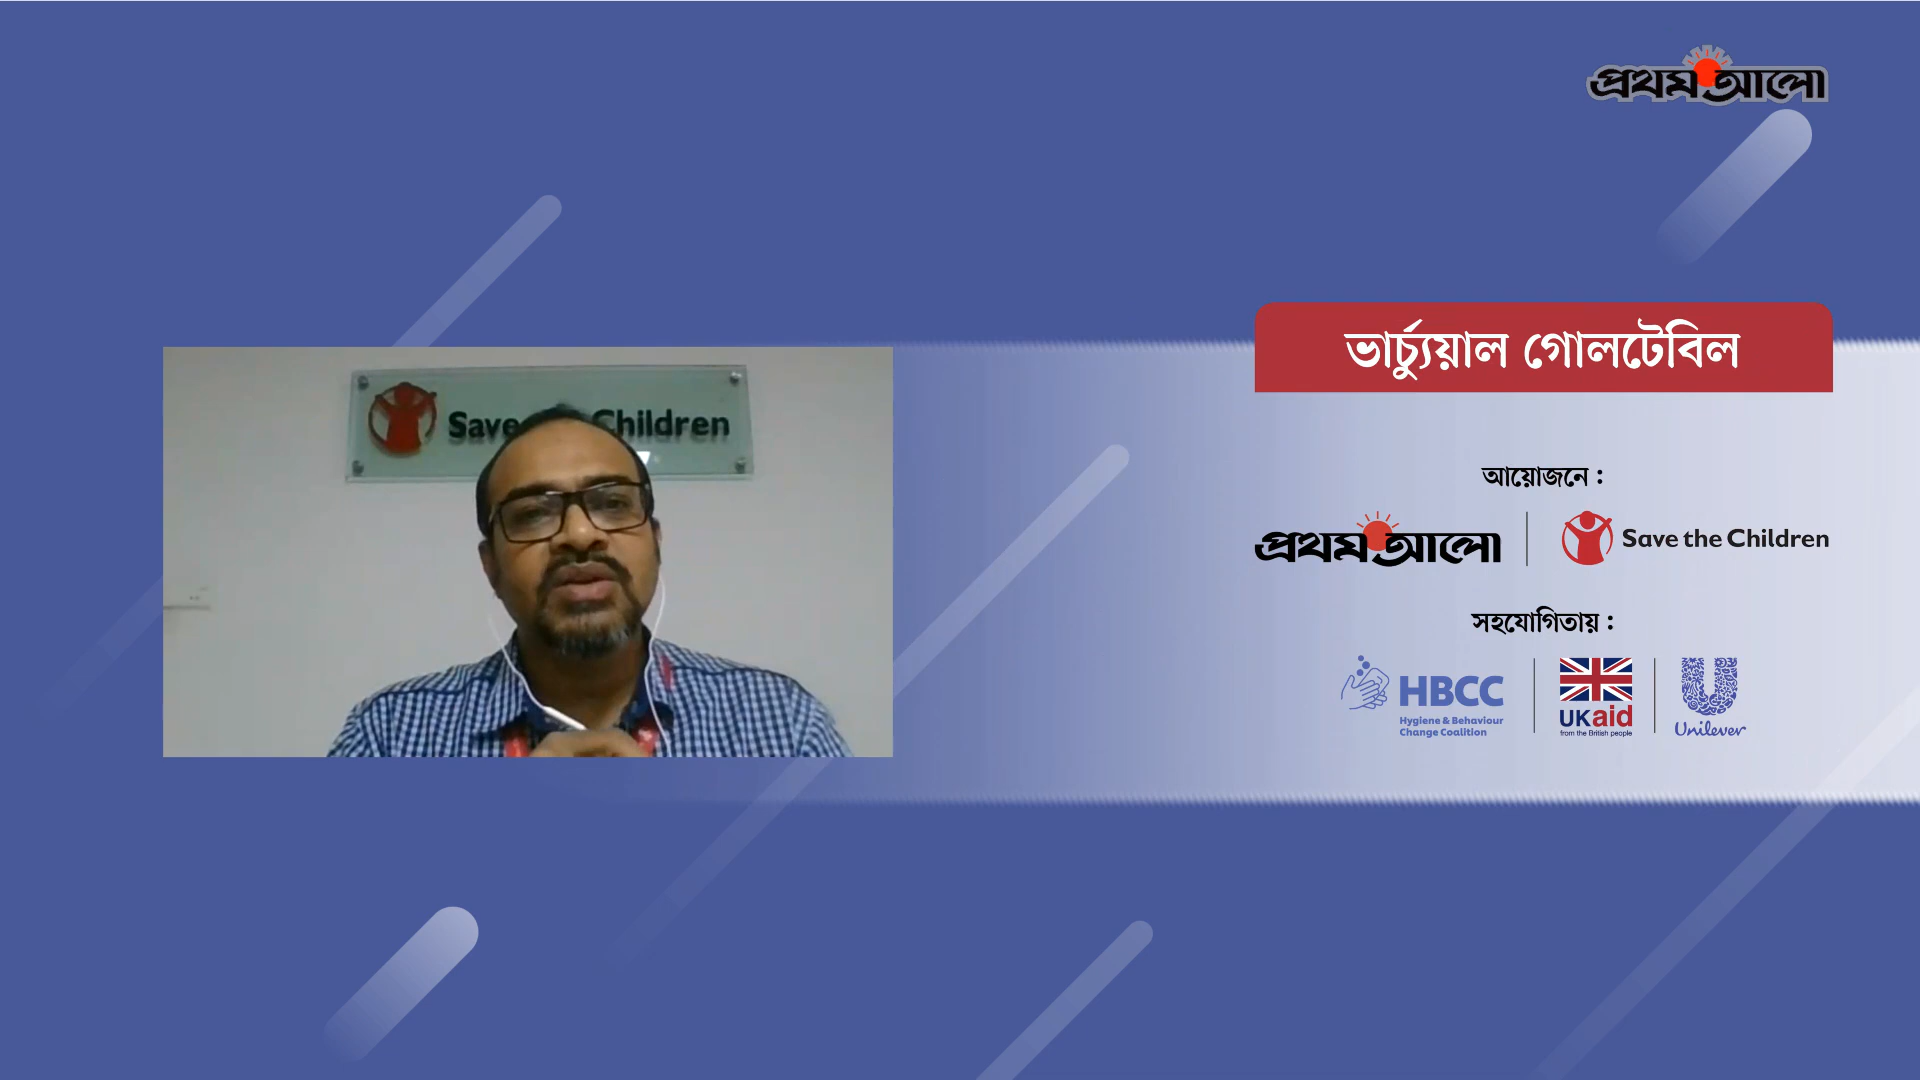 প্রথম আলো
Save Children
ভার্চ্যুয়াল গোলটেবিল
আয়োজনে :
প্রথম আলো
Save the Children
সহযোগিতায় :
HBCC
Hygiene & Behaviour
Change Coalition
UKaid
from the British people
Unilever